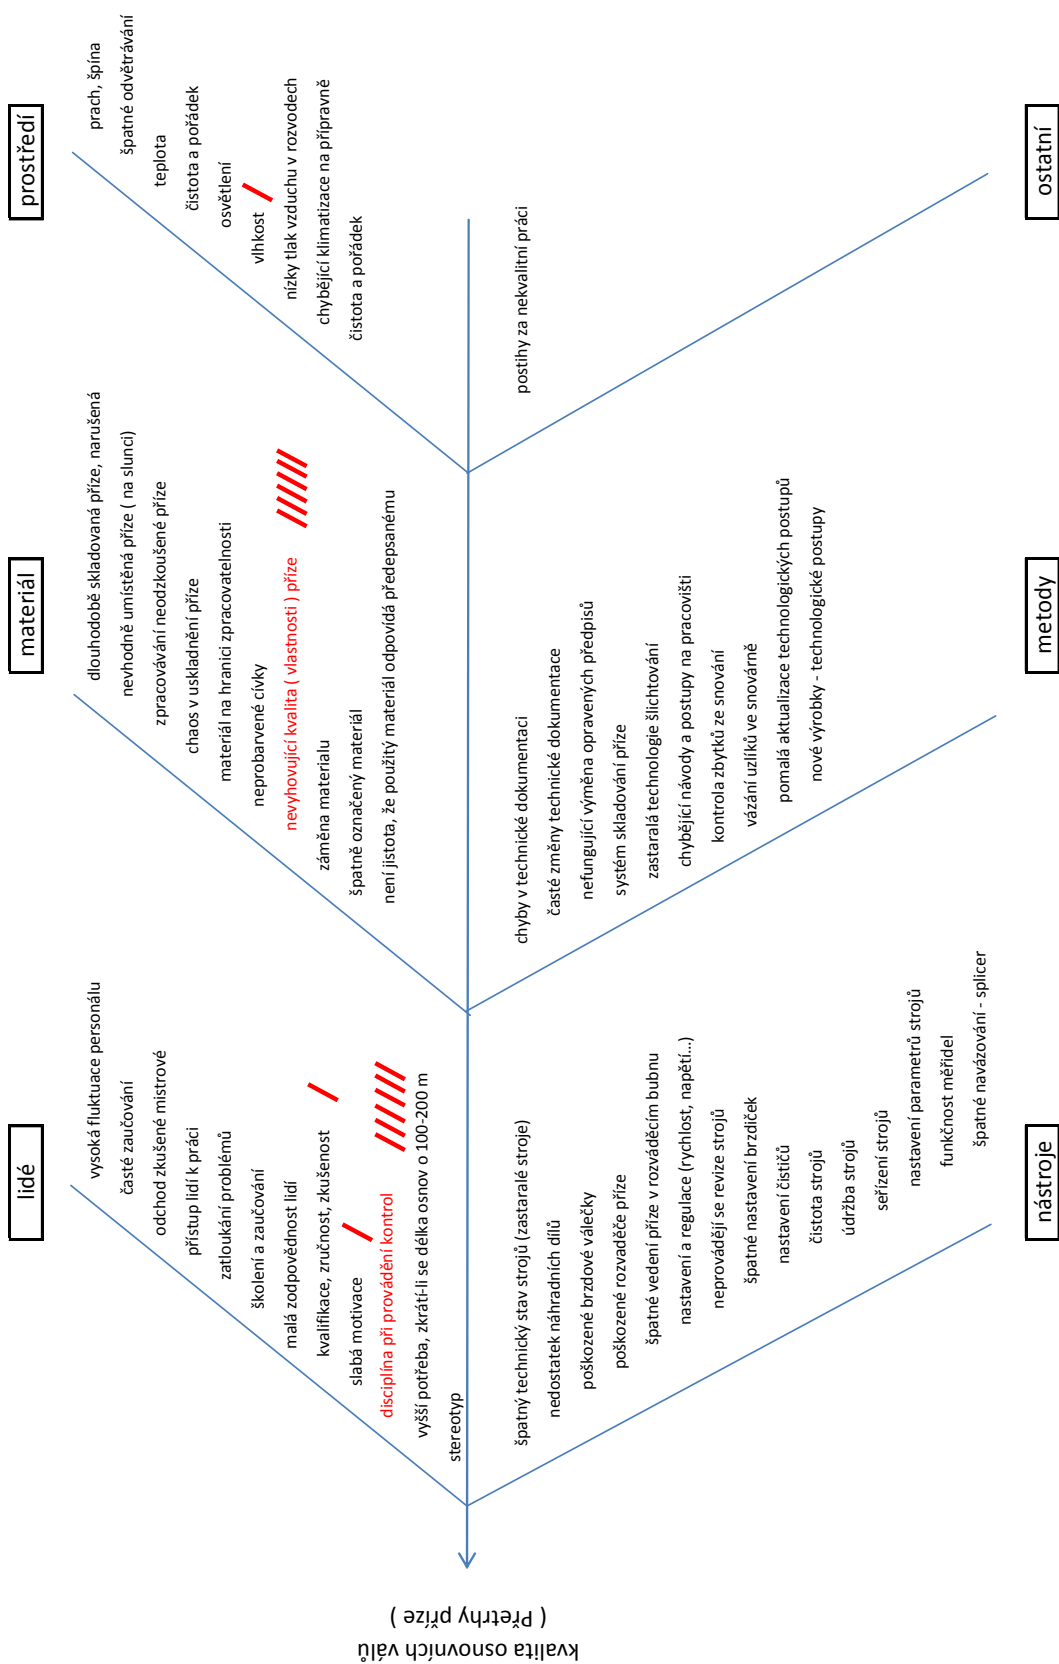 prostředí
prach, špína
špatné odvětrávání
teplota
čistota a pořádek
osvětlení
vlhkost
nízky tlak vzduchu v rozvodech
chybějící klimatizace na přípravně
čistota a pořádek
materiál
dlouhodobě skladovaná příze, narušená
nevhodně umístěná příze ( na slunci)
zpracovávání neodzkoušené příze
chaos v uskladnění příze
materiál na hranici zpracovatelnosti
neprobarvené cívky
nevyhovující kvalita ( vlastnosti ) příze
záměna materialu
špatně označený materiál
není jistota, že použitý materiál odpovídá předepsanému
lidé
vysoká fluktuace personálu
časté zaučování
odchod zkušené mistrové
přístup lidí k práci
zatloukání problémů
školení a zaučování
malá zodpovědnost lidí
kvalifikace, zručnost, zkušenost
slabá motivace
disciplína při provádění kontrol
vyšší potřeba, zkrátí-li se délka osnov o 100-200 m
stereotyp
ostatní
postihy za nekvalitní práci
metody
chyby v technické dokumentaci
časté změny technické dokumentace
nefungující výměna opravených předpisů
systém skladování příze
zastaralá technologie šlichtování
chybějící návody a postupy na pracovišti
kontrola zbytků ze snování
vázání uzlíků ve snovárně
pomalá aktualizace technologických postupů
nové výrobky - technologické postupy
nástroje
špatný technický stav strojů (zastaralé stroje)
nedostatek náhradních dílů
poškozené brzdové válečky
poškozené rozvaděče příze
špatné vedení příze v rozváděcím bubnu
nastavení a regulace (rychlost, napětí...)
neprovádějí se revize strojů
špatné nastavení brzdiček
nastavení čističů
čistota strojů
údržba strojů
seřízení strojů
nastavení parametrů strojů
funkčnost měřidel
špatné navázování - splicer
kvalita osnovních válů
( Přetrhy příze )